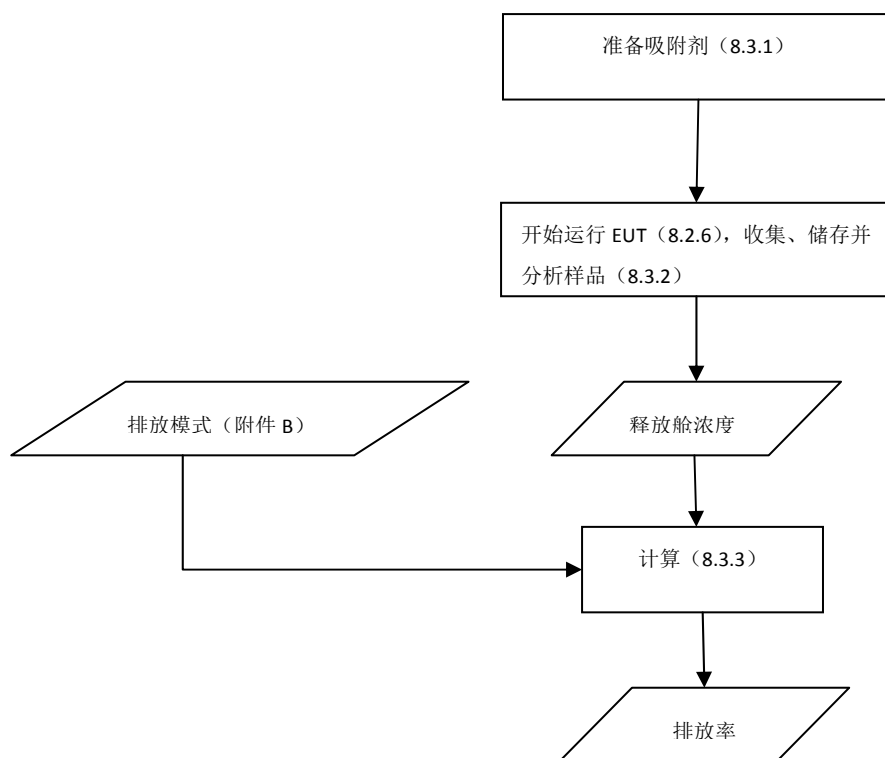 准备吸附剂（8.3.1）
开始运行 EUT（8.2.6），收集、储存并
分析样品（8.3.2）
排放模式（附件 B）
释放舱浓度
计算（8.3.3）
排放率